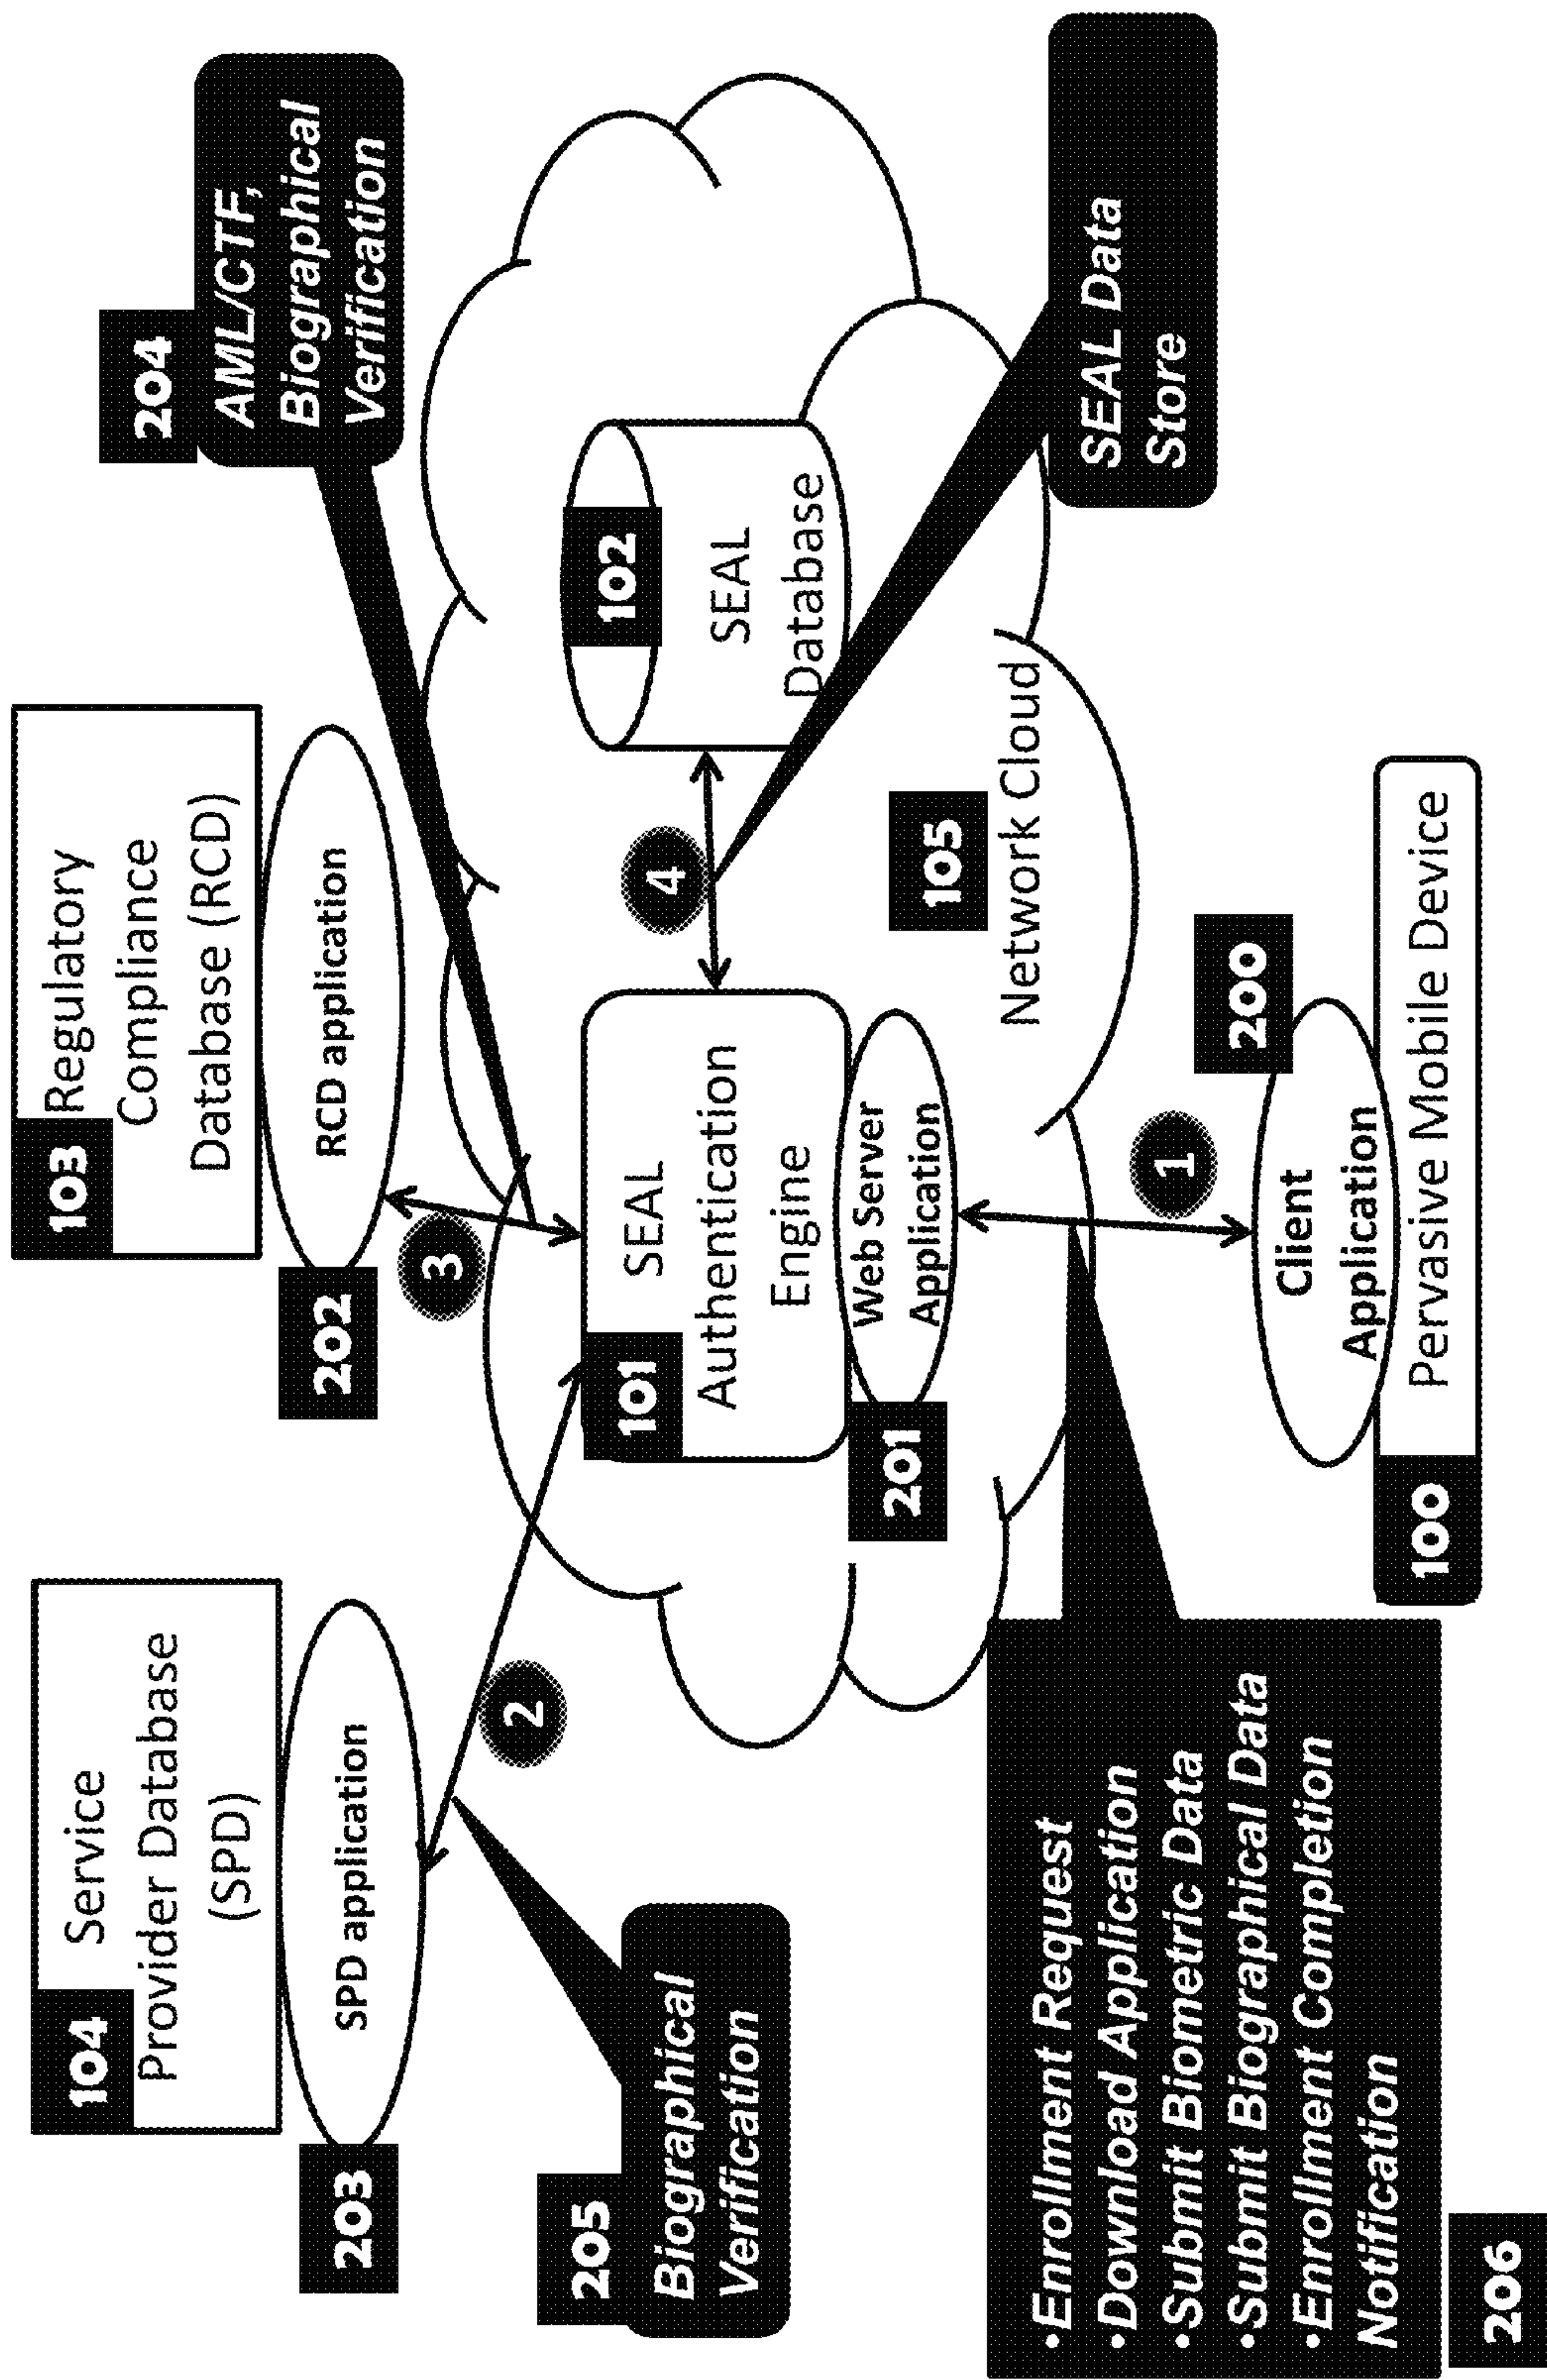 104
Service
Provider Database
(SPD)
203
SPD application
103
Regulatory
Compliance
Database (RCD)
202
RCD application
204
AML/CTF,
Biographical
Verification
205
Biographical
Verification
2
3
101
SEAL
Authentication
Engine
201
Web Server
Application
4
102
SEAL
Database
105
Network Cloud
SEAL Data
Store
•Enrollment Request
•Download Application
•Submit Biometric Data
•Submit Biographical Data
•Enrollment Completion
Notification
206
1
200
Client
Application
100
Pervasive Mobile Device